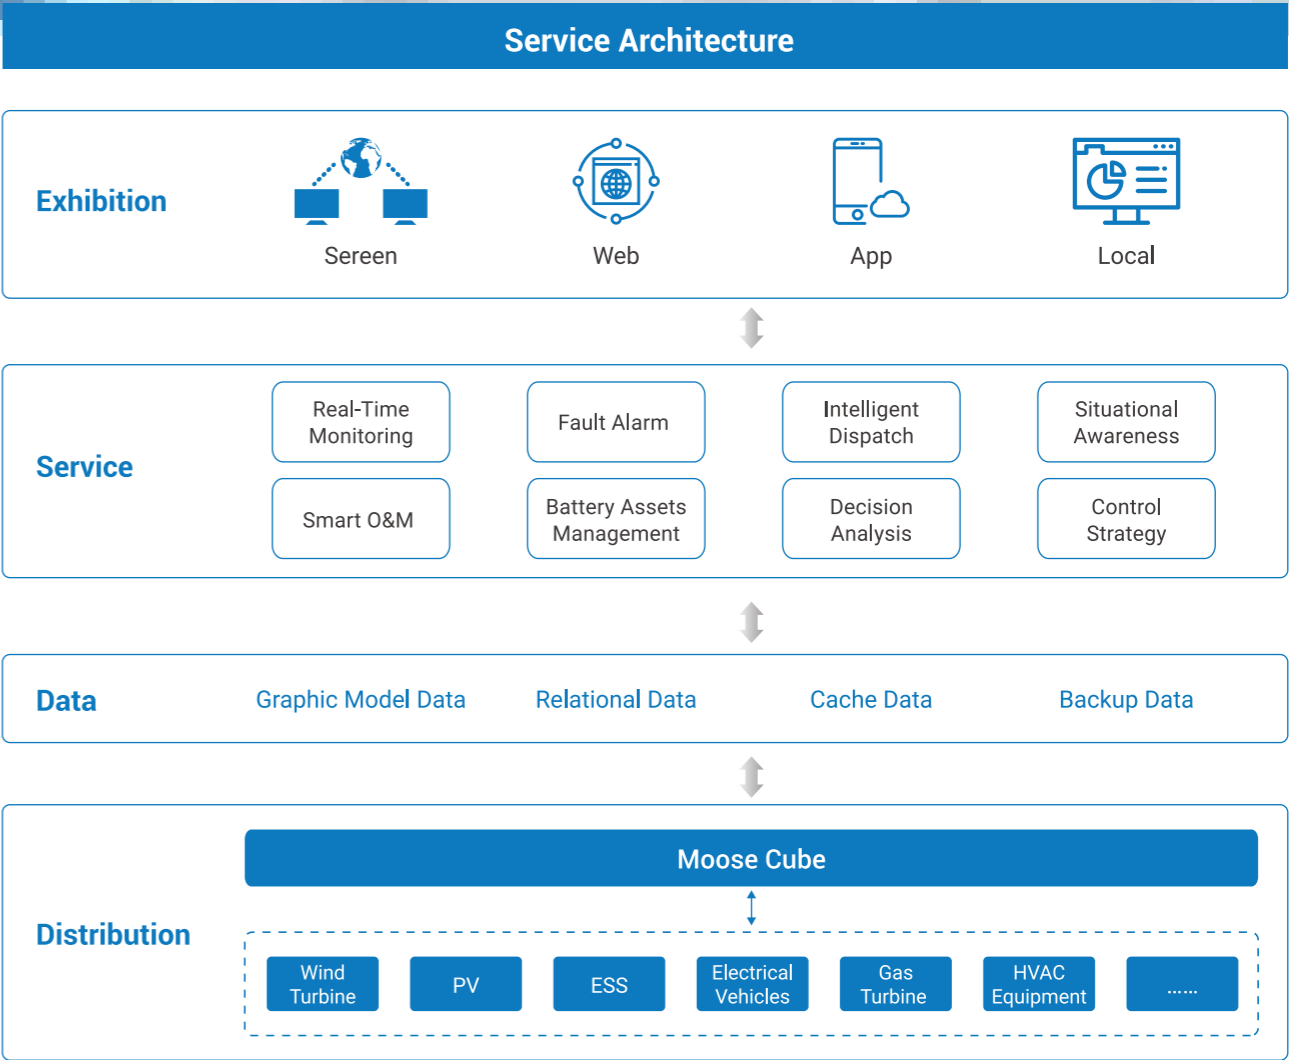 Service Architecture
Exhibition
Sereen
Web
App
Local
Service
Real-Time
Monitoring
Fault Alarm
Intelligent
Dispatch
Situational
Awareness
Smart O&M
Battery Assets
Management
Decision
Analysis
Control
Strategy
Data
Graphic Model Data
Relational Data
Cache Data
Backup Data
Distribution
Moose Cube
Wind
Turbine
PV
ESS
Electrical
Vehicles
Gas
Turbine
HVAC
Equipment
......